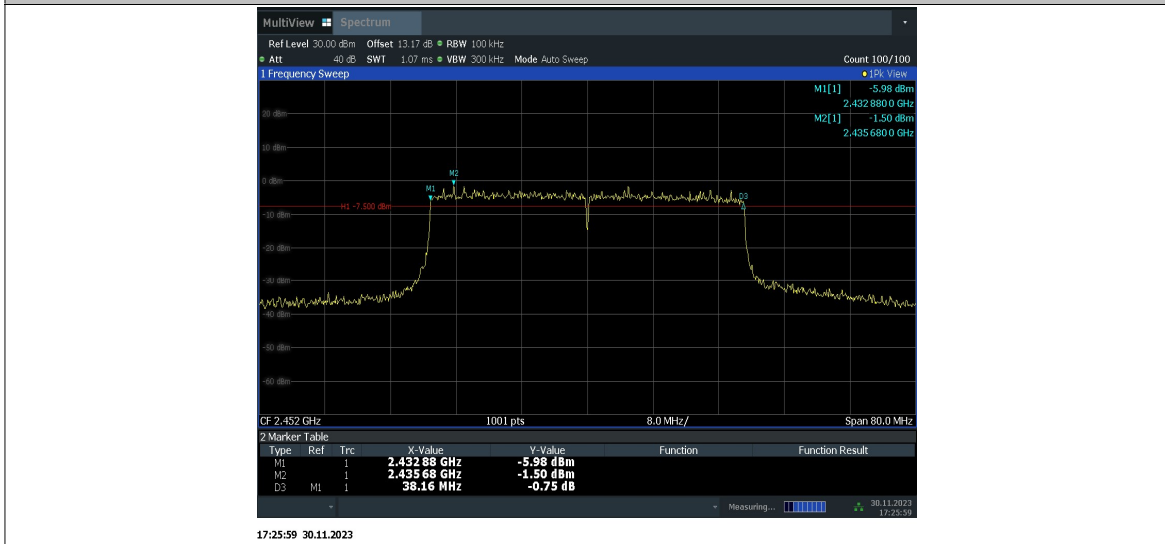 MultiView Spectrum
Ref Level 30.00 dBm Offset 13.17 dB RBW 100 kHz
Att 40 dB SWT 1.07 ms VBW 300 kHz Mode Auto Sweep Count 100/100
1 Frequency Sweep 1Pk View
M1[1] -5.98 dBm
2.432 880 0 GHz
20 dBm
M2[1] -1.50 dBm
2.435 680 0 GHz
10 dBm
M2
0 dBm
M1
D3
H1 -7.500 dBm
-10 dBm
-20 dBm
-30 dBm
-40 dBm
-50 dBm
-60 dBm
CF 2.452 GHz 1001 pts 8.0 MHz/ Span 80.0 MHz
2 Marker Table
Type Ref Trc X-Value Y-Value Function Function Result
M1 1 2.432 88 GHz -5.98 dBm
M2 1 2.435 68 GHz -1.50 dBm
D3 M1 1 38.16 MHz -0.75 dB
Measuring... 30.11.2023
17:25:59
17:25:59 30.11.2023